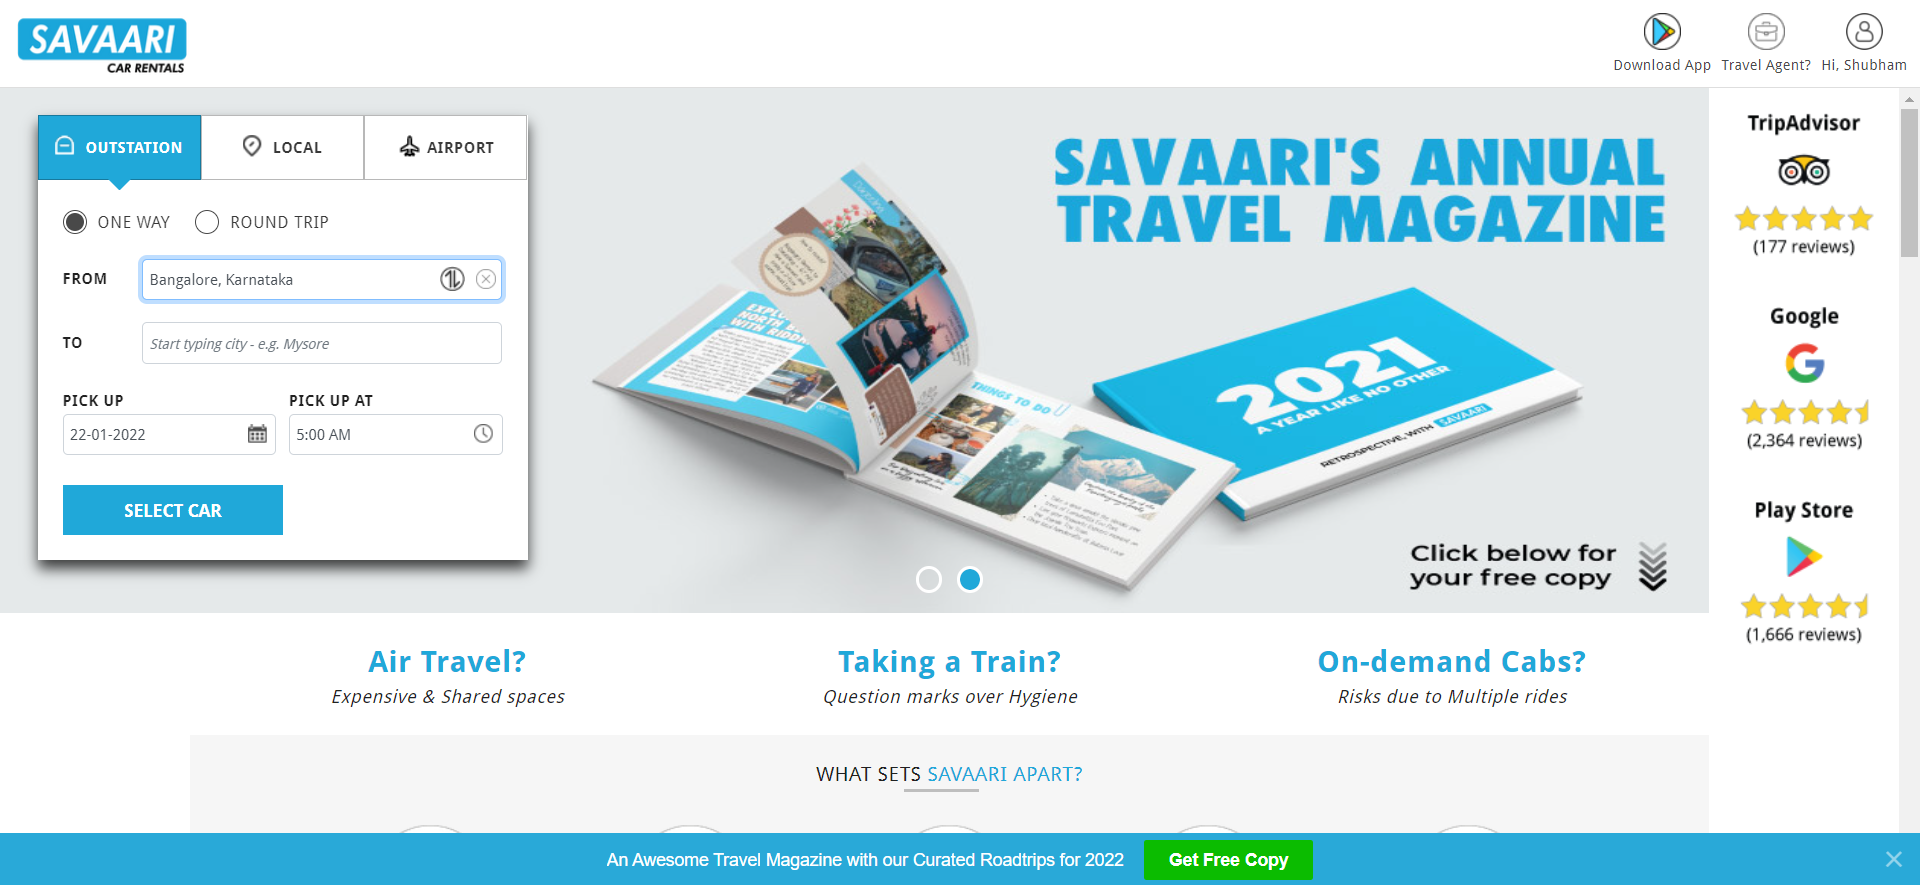 SAVAARI
CAR RENTALS
Download App
Travel Agent?
Hi, Shubham
OUTSTATION
LOCAL
AIRPORT
ONE WAY
ROUND TRIP
FROM
Bangalore, Karnataka
TO
Start typing city - e.g. Mysore
PICK UP
PICK UP AT
22-01-2022
5:00 AM
SELECT CAR
SAVAARI'S ANNUAL
TRAVEL MAGAZINE
THINGS TO DO
2021
A YEAR LIKE NO OTHER
RETROSPECTIVE, WITH SAVAARI
Click below for
your free copy
TripAdvisor
(177 reviews)
Google
(2,364 reviews)
Play Store
(1,666 reviews)
Air Travel?
Expensive & Shared spaces
Taking a Train?
Question marks over Hygiene
On-demand Cabs?
Risks due to Multiple rides
WHAT SETS SAVAARI APART?
An Awesome Travel Magazine with our Curated Roadtrips for 2022
Get Free Copy